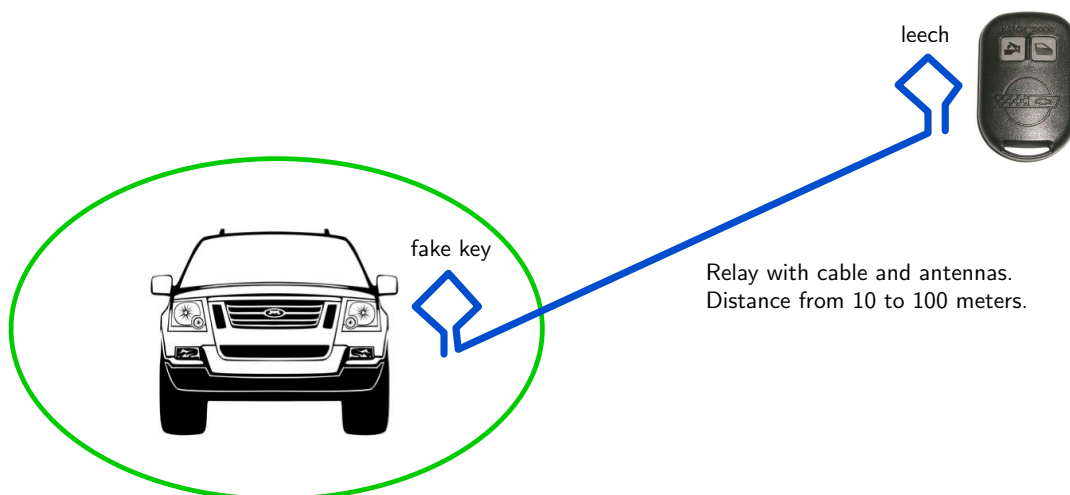 leech
fake key
Relay with cable and antennas.
Distance from 10 to 100 meters.